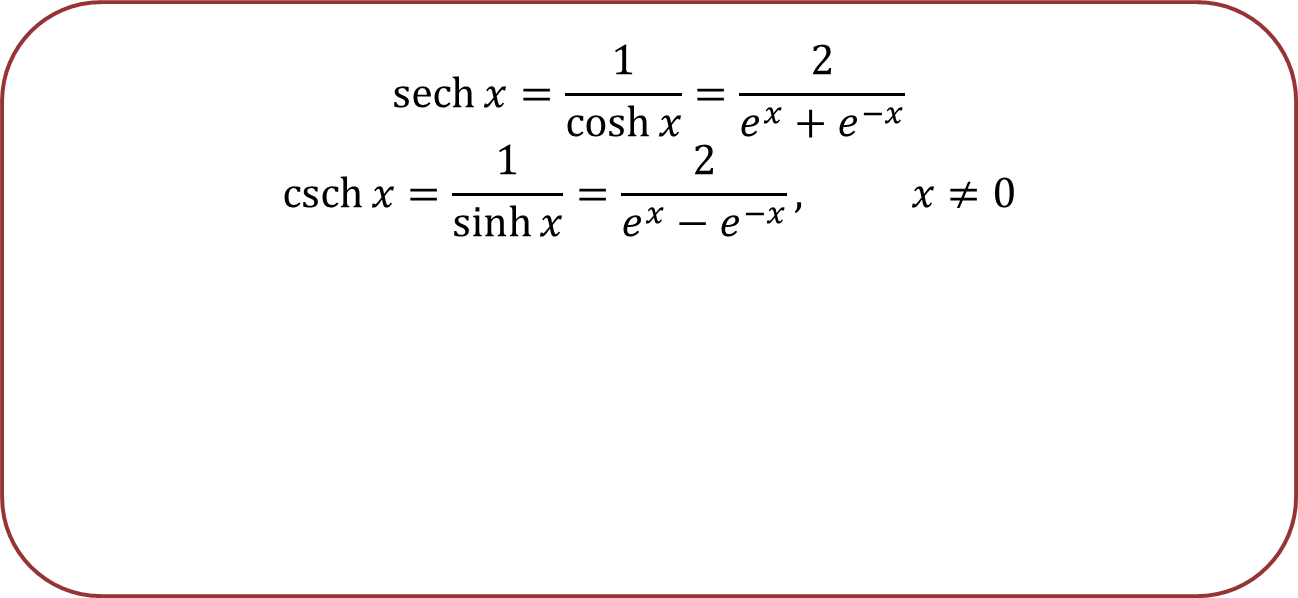 sech x = 1/cosh x = 2/(e^x + e^−x)
csch x = 1/sinh x = 2/(e^x − e^−x), x ≠ 0